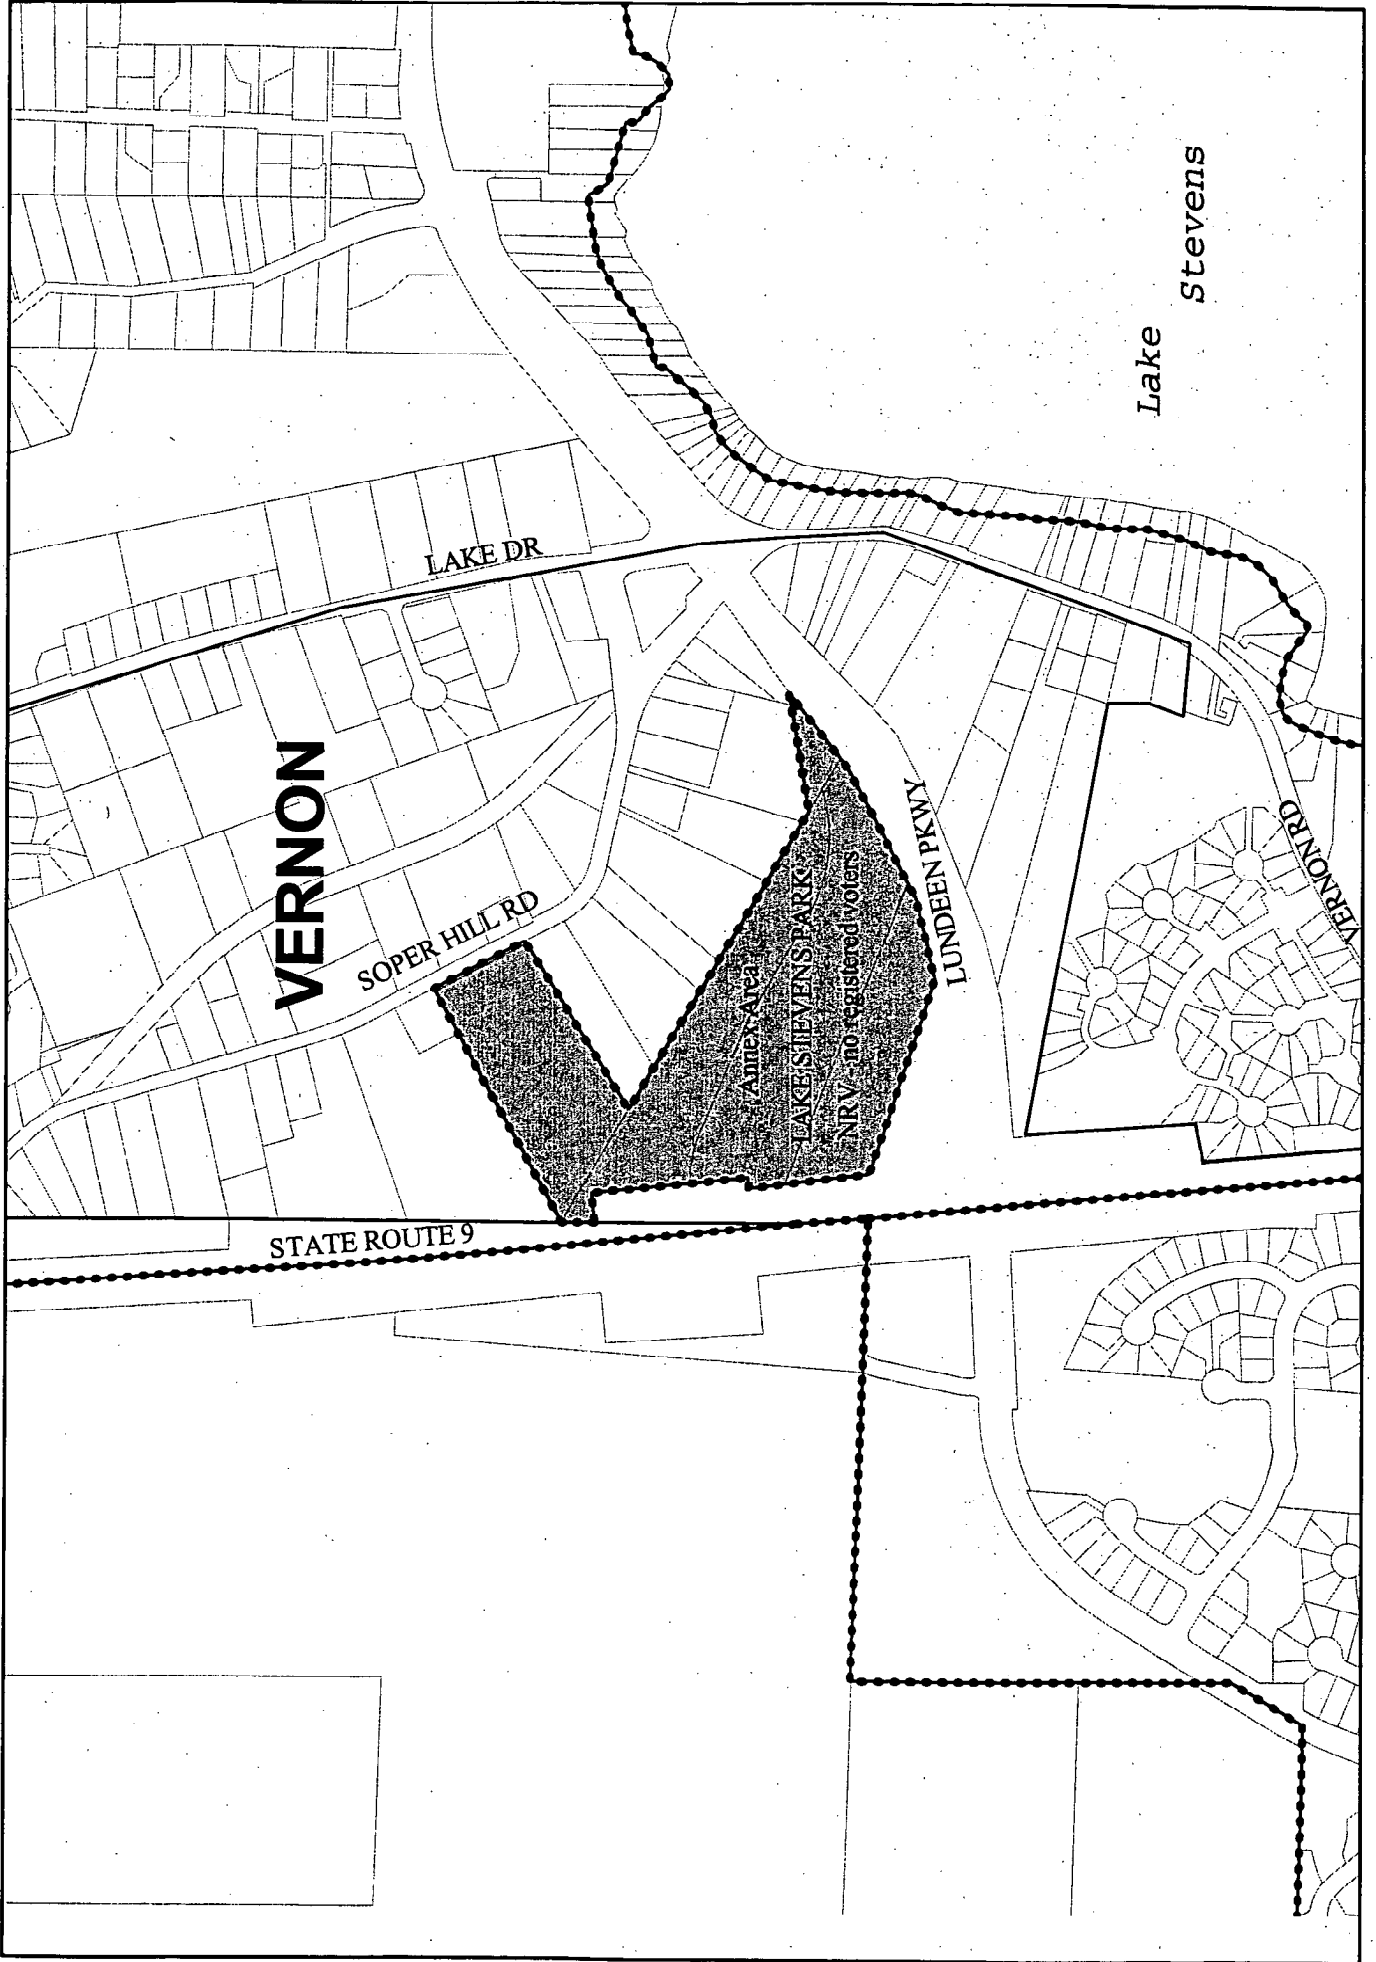 Lake
Stevens
LAKE DR
VERNON
SOPER HILL RD
Annex Area
LAKE STEVENS PARK
NRV - no registered voters
LUNDEEN PKWY
VERNON RD
STATE ROUTE 9